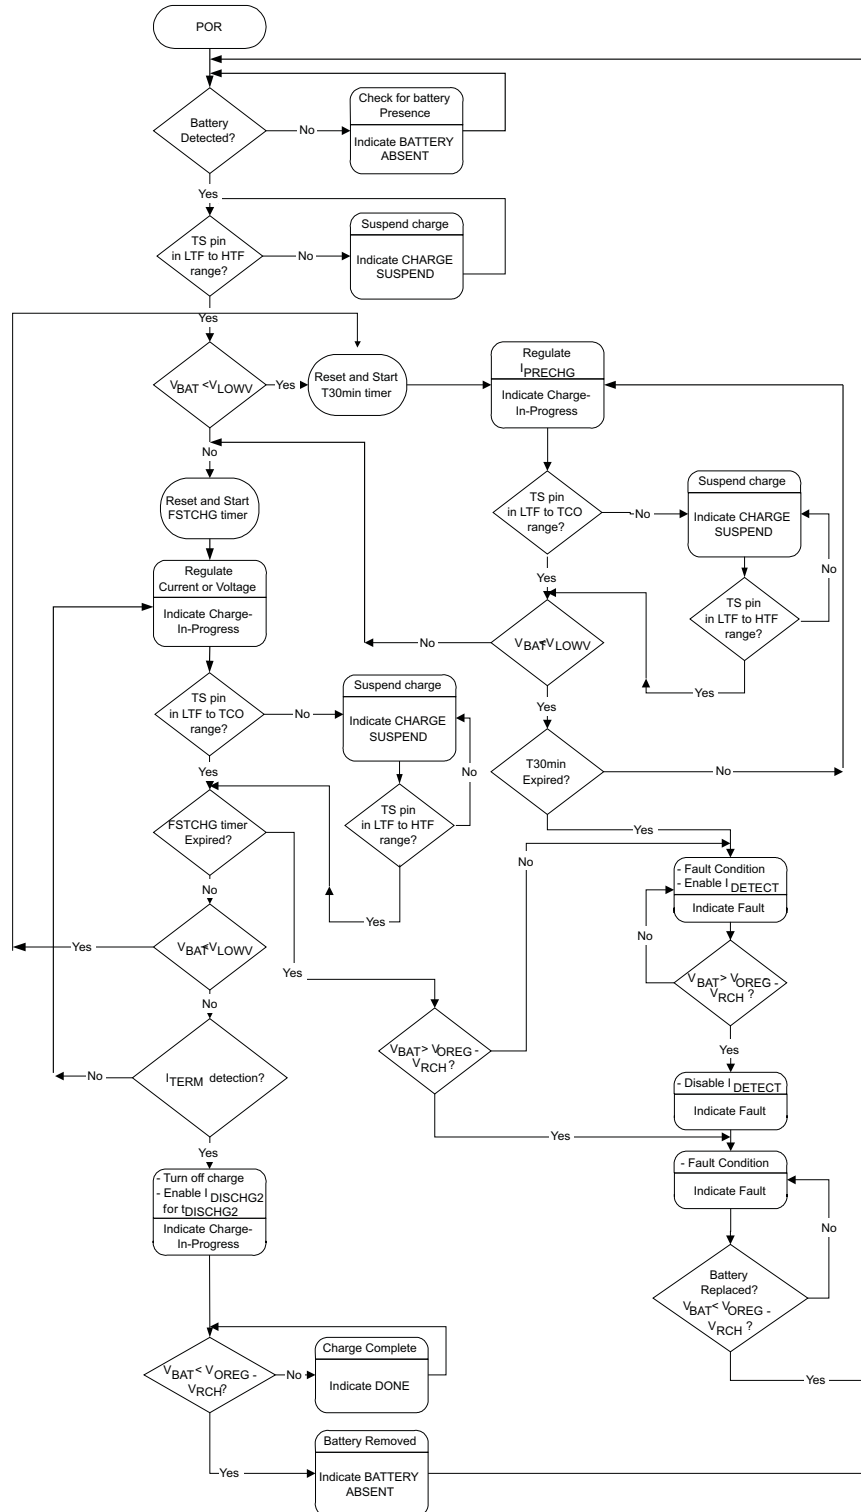 POR
Battery
Detected?
No
Check for battery
Presence
Indicate BATTERY
ABSENT
Yes
TS pin
in LTF to HTF
range?
No
Suspend charge
Indicate CHARGE
SUSPEND
Yes
VBAT <VLOWV
Yes
Reset and Start
T30min timer
Regulate
IPRECHG
Indicate Charge-
In-Progress
No
Reset and Start
FSTCHG timer
TS pin
in LTF to TCO
range?
No
Suspend charge
Indicate CHARGE
SUSPEND
No
Yes
TS pin
in LTF to HTF
range?
Yes
Regulate
Current or Voltage
Indicate Charge-
In-Progress
VBAT<VLOWV
No
Yes
TS pin
in LTF to TCO
range?
No
Suspend charge
Indicate CHARGE
SUSPEND
No
Yes
TS pin
in LTF to HTF
range?
Yes
T30min
Expired?
No
Yes
FSTCHG timer
Expired?
No
Yes
No
- Fault Condition
- Enable IDETECT
Indicate Fault
No
VBAT<VLOWV
Yes
No
VBAT> VOREG -
VRCH ?
Yes
VBAT> VOREG -
VRCH ?
Yes
ITERM detection?
No
Yes
- Disable IDETECT
Indicate Fault
- Fault Condition
Indicate Fault
No
- Turn off charge
- Enable IDISCHG2
for tDISCHG2
Indicate Charge-
In-Progress
Battery
Replaced?
VBAT< VOREG -
VRCH ?
Yes
VBAT< VOREG -
VRCH?
No
Charge Complete
Indicate DONE
Yes
Battery Removed
Indicate BATTERY
ABSENT